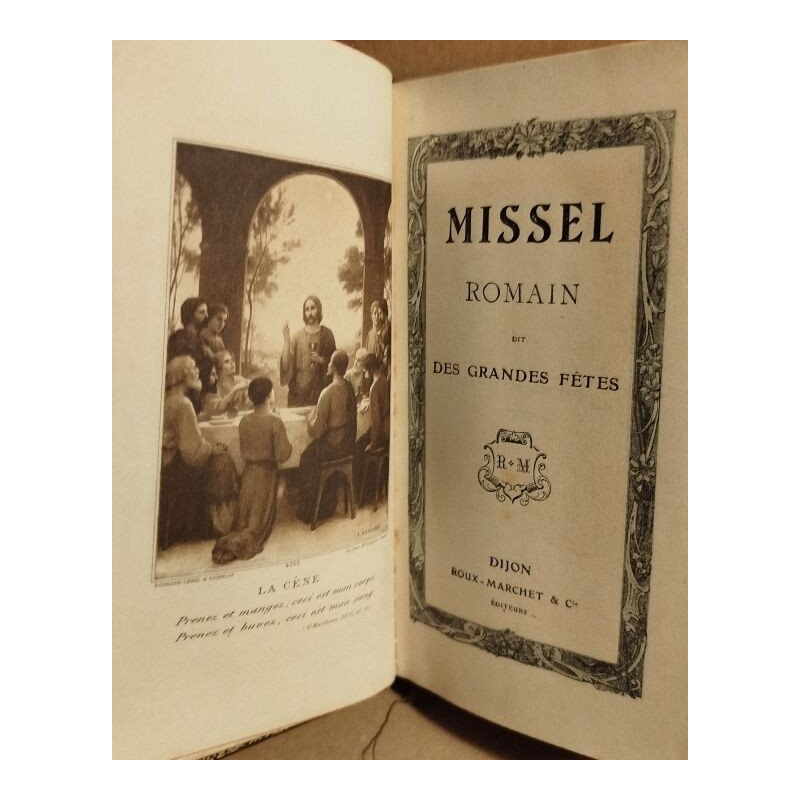 4755
LA CÈNE
Prenez et mangez, ceci est mon corps
Prenez et buvez, ceci est mon sang.
MISSEL
ROMAIN
DIT
DES GRANDES FÊTES
R M
DIJON
ROUX-MARCHET & Cie
ÉDITEURS